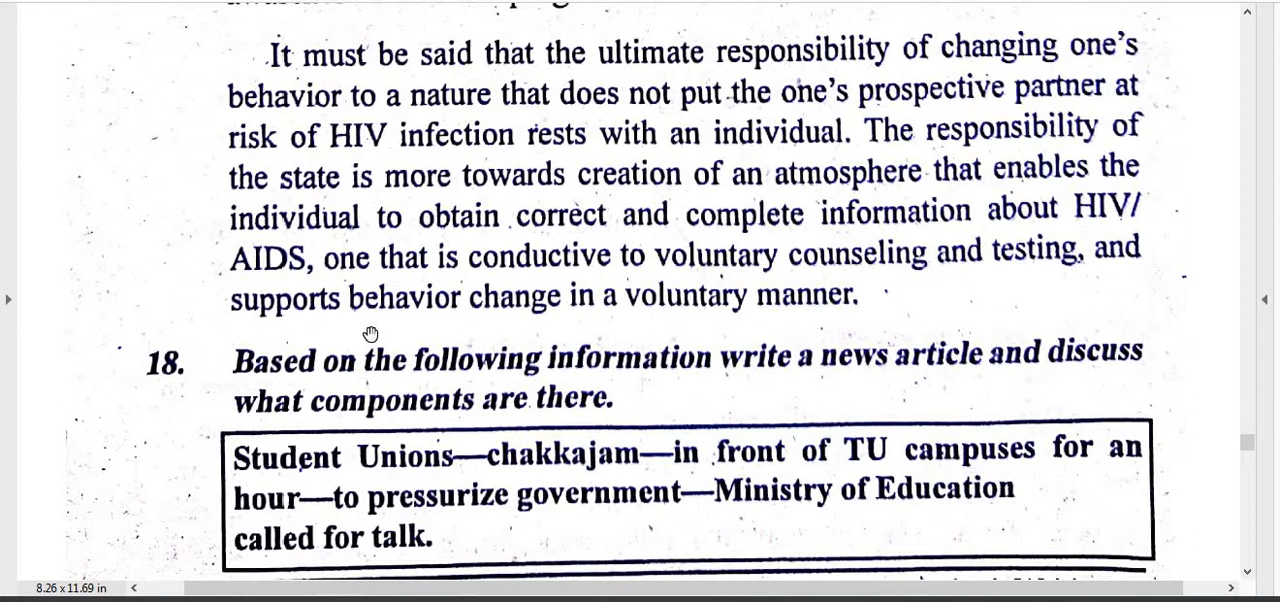 It must be said that the ultimate responsibility of changing one's
behavior to a nature that does not put the one's prospective partner at
risk of HIV infection rests with an individual. The responsibility of
the state is more towards creation of an atmosphere that enables the
individual to obtain correct and complete information about HIV/
AIDS, one that is conductive to voluntary counseling and testing, and
supports behavior change in a voluntary manner.
18. Based on the following information write a news article and discuss
what components are there.
Student Unions—chakkajam—in front of TU campuses for an
hour—to pressurize government—Ministry of Education
called for talk.
8.26 x 11.69 in